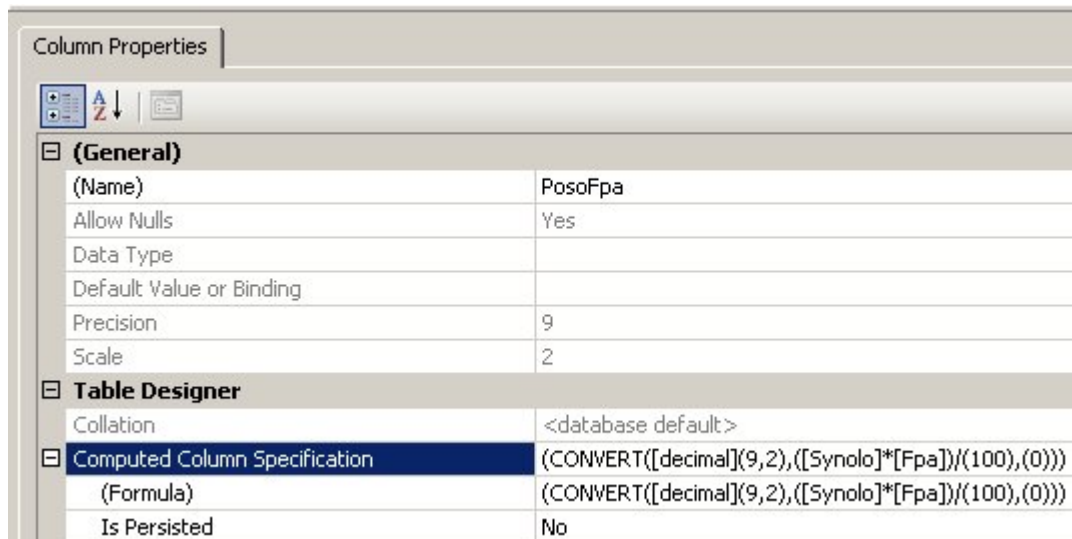 Column Properties
(General)
(Name) PosoFpa
Allow Nulls Yes
Data Type
Default Value or Binding
Precision 9
Scale 2
Table Designer
Collation <database default>
Computed Column Specification (CONVERT([decimal](9,2),([Synolo]*[Fpa])/(100),(0)))
(Formula) (CONVERT([decimal](9,2),([Synolo]*[Fpa])/(100),(0)))
Is Persisted No